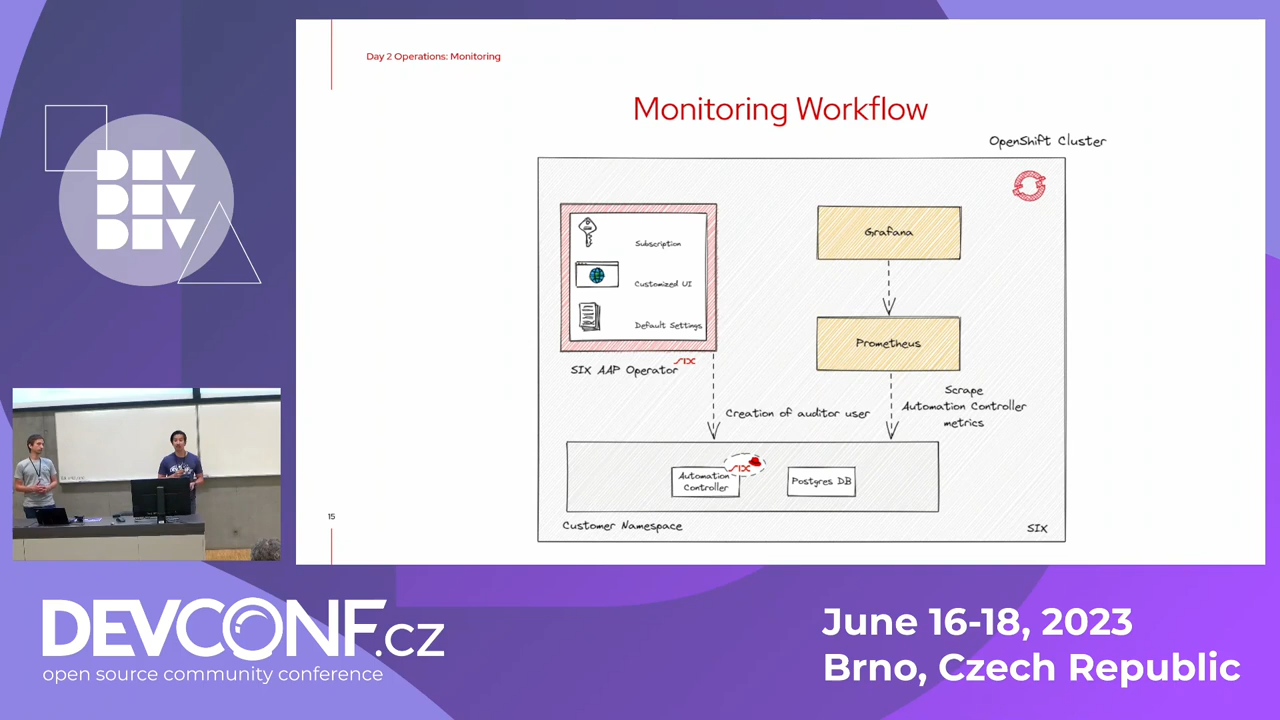 Day 2 Operations: Monitoring
Monitoring Workflow
OpenShift Cluster
Subscription
Customized UI
Default Settings
SIX AAP Operator
SIX
Grafana
Prometheus
Creation of auditor user
Scrape
Automation Controller
metrics
SIX
Automation
Controller
Postgres DB
Customer Namespace
SIX
15
DEV
DEV
DEV
DEVCONF.cz
open source community conference
June 16-18, 2023
Brno, Czech Republic